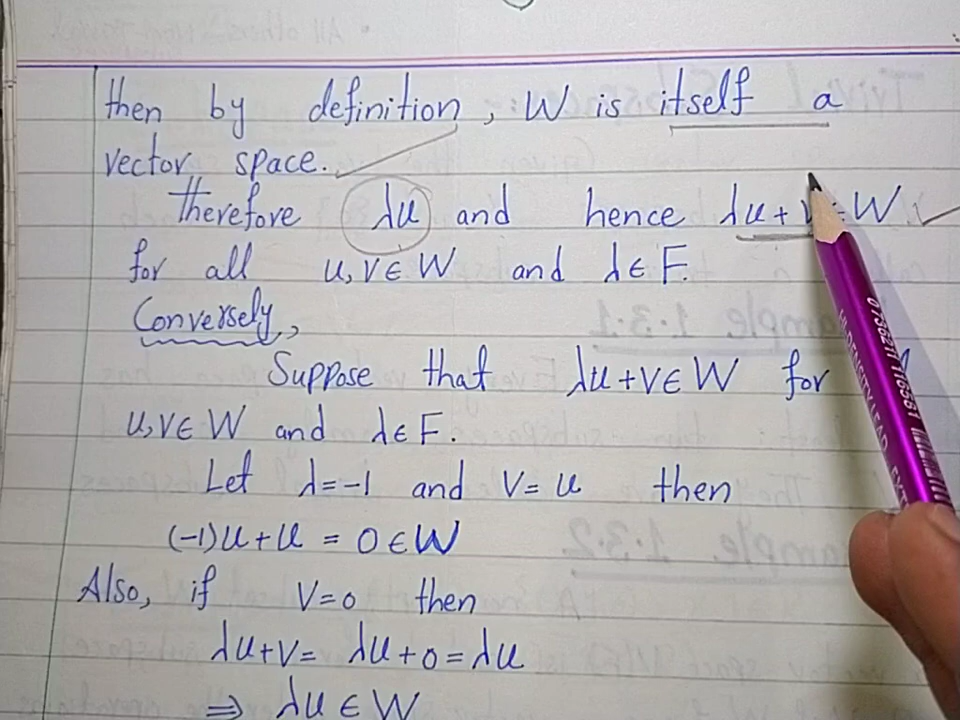 then by definition, W is itself a
vector space.
Therefore λu and hence λu+v∈W
for all u,v∈W and λ∈F.
Conversely,
Suppose that λu+v∈W for
u,v∈W and λ∈F.
Let λ=-1 and v=u then
(-1)u+u = 0∈W
Also, if v=0 then
λu+v= λu+0=λu
⇒ λu∈W